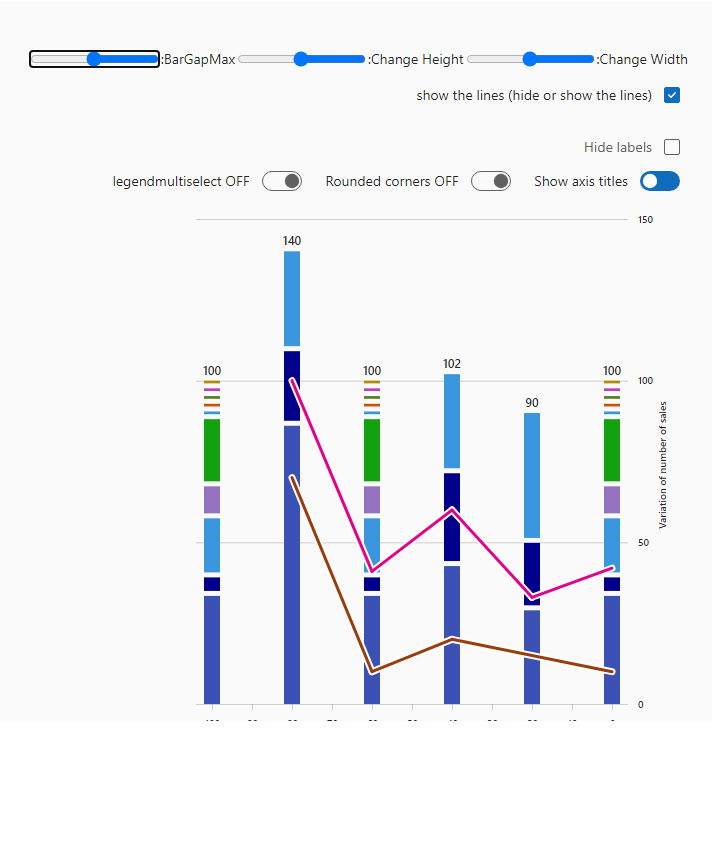 :BarGapMax :Change Height :Change Width
show the lines (hide or show the lines)
Hide labels
legendmultiselect OFF Rounded corners OFF Show axis titles
150
140
100 100 102 100
100
90
Variation of number of sales
50
0